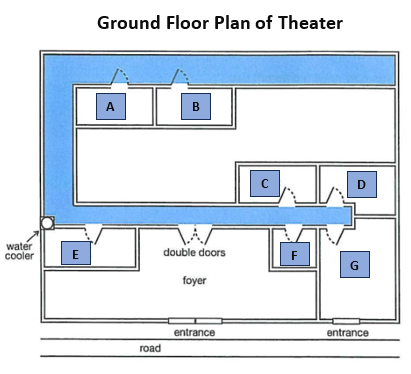 Ground Floor Plan of Theater
A
B
C
D
water
cooler
E
double doors
F
G
foyer
entrance
entrance
road